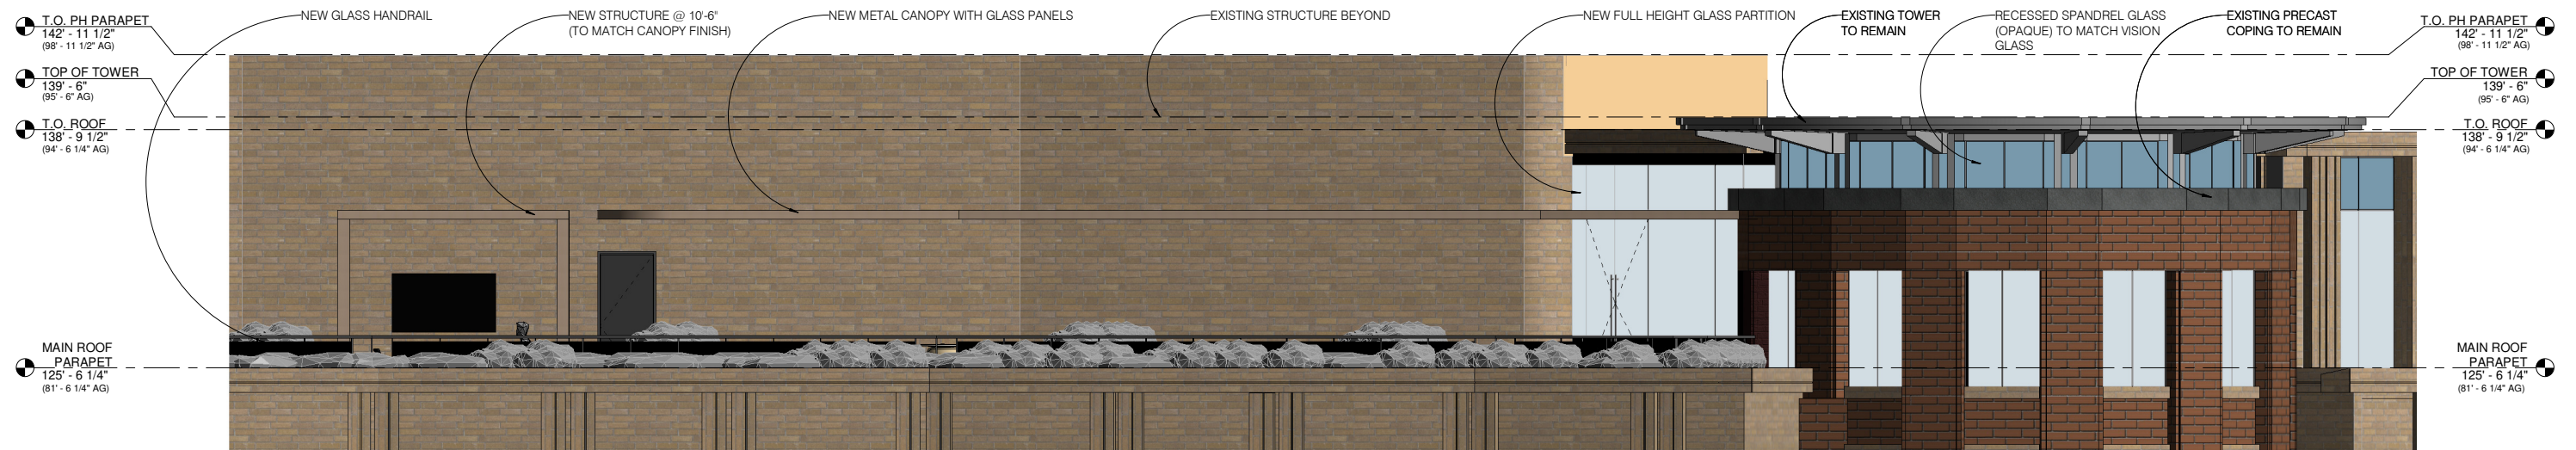 NEW GLASS HANDRAIL
NEW STRUCTURE @ 10'-6"
(TO MATCH CANOPY FINISH)
NEW METAL CANOPY WITH GLASS PANELS
EXISTING STRUCTURE BEYOND
NEW FULL HEIGHT GLASS PARTITION
EXISTING TOWER
TO REMAIN
RECESSED SPANDREL GLASS
(OPAQUE) TO MATCH VISION
GLASS
EXISTING PRECAST
COPING TO REMAIN
T.O. PH PARAPET
142' - 11 1/2"
(98' - 11 1/2" AG)
TOP OF TOWER
139' - 6"
(95' - 6" AG)
T.O. ROOF
138' - 9 1/2"
(94' - 6 1/4" AG)
MAIN ROOF
PARAPET
125' - 6 1/4"
(81' - 6 1/4" AG)
T.O. PH PARAPET
142' - 11 1/2"
(98' - 11 1/2" AG)
TOP OF TOWER
139' - 6"
(95' - 6" AG)
T.O. ROOF
138' - 9 1/2"
(94' - 6 1/4" AG)
MAIN ROOF
PARAPET
125' - 6 1/4"
(81' - 6 1/4" AG)